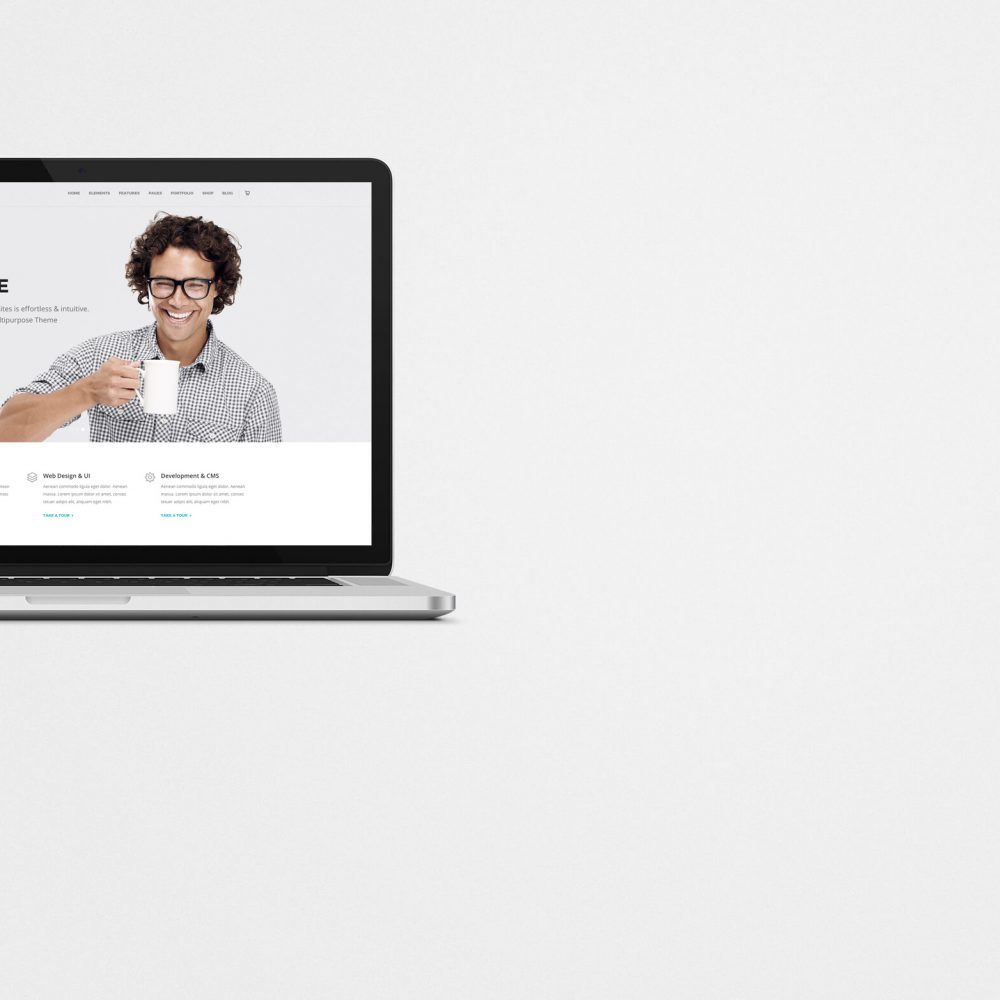 HOME ELEMENTS FEATURES PAGES PORTFOLIO SHOP BLOG
E
ites is effortless & intuitive.
ltipurpose Theme
Web Design & UI
Development & CMS
Aenean commodo ligula eget dolor. Aenean
massa. Lorem ipsum dolor sit amet, consec
tetuer adipis elit, aliquam eget nibh
TAKE A TOUR >
Aenean commodo ligula eget dolor. Aenean
massa. Lorem ipsum dolor sit amet, consec
tetuer adipis elit, aliquam eget nibh
TAKE A TOUR >